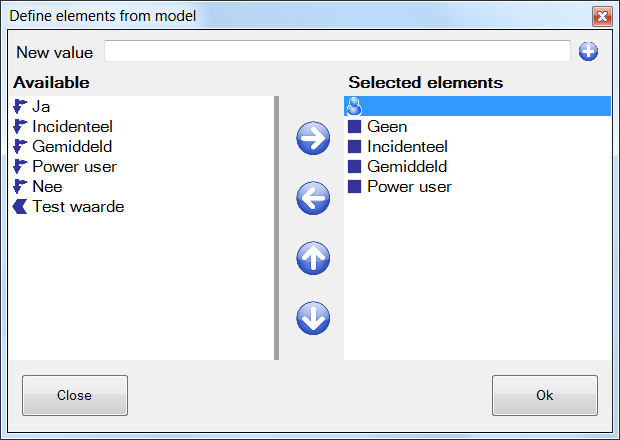 Define elements from model
New value
Available
Selected elements
Ja
Incidenteel
Gemiddeld
Power user
Nee
Test waarde
Geen
Incidenteel
Gemiddeld
Power user
Close
Ok